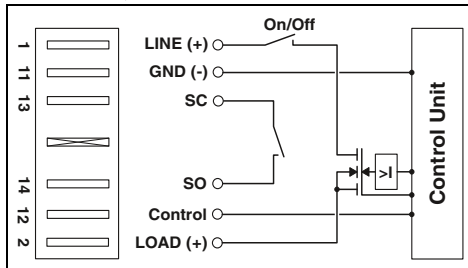 On/Off
1 LINE (+)
11 GND (-)
13 SC
14 SO
12 Control
2 LOAD (+)
>I
Control Unit